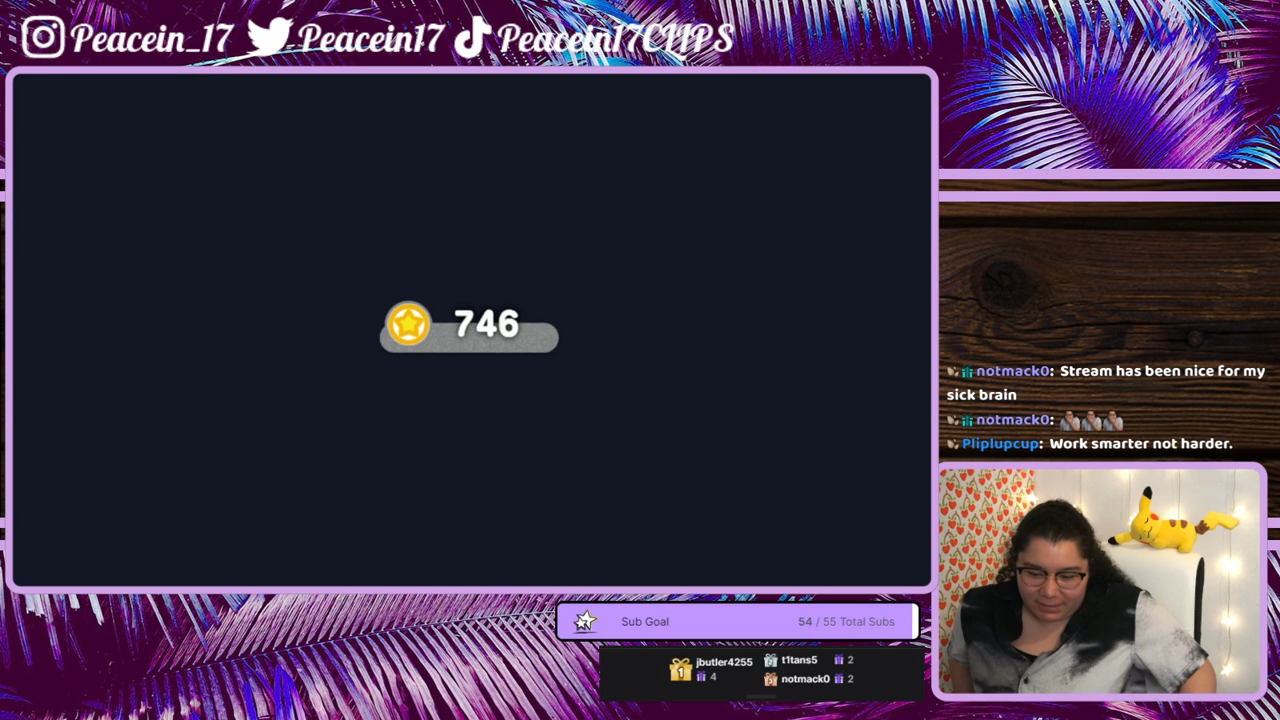 Peacein_17 Peacein17 Peacein17ClIPS
746
notmack0: Stream has been nice for my
sick brain
notmack0:
Pliplupcup: Work smarter not harder.
Sub Goal 54 / 55 Total Subs
1 jbutler4255 4
t1tans5 2
notmack0 2